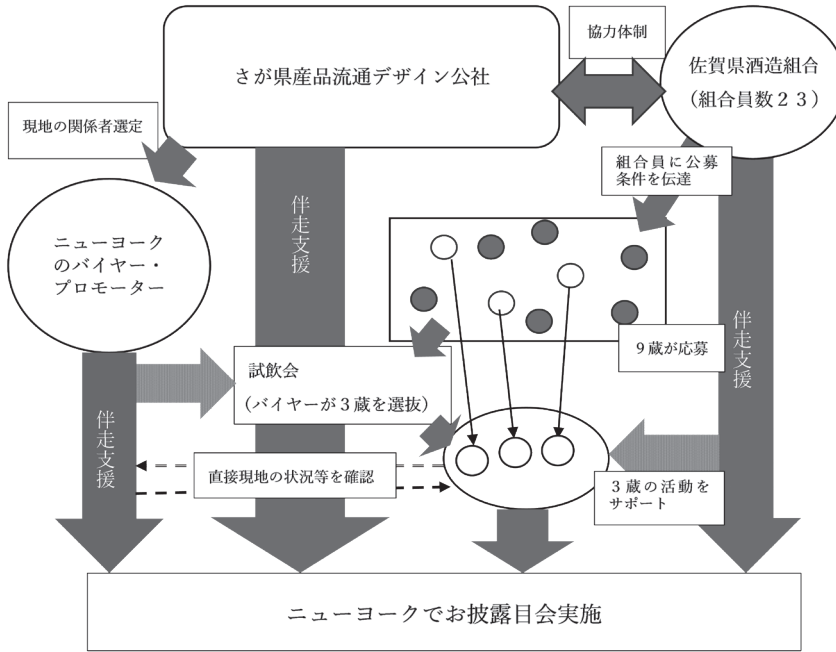 協力体制
さが県産品流通デザイン公社
佐賀県酒造組合
（組合員数２３）
現地の関係者選定
組合員に公募
条件を伝達
伴走支援
ニューヨーク
のバイヤー・
プロモーター
９蔵が応募
伴走支援
試飲会
（バイヤーが３蔵を選抜）
伴走支援
直接現地の状況等を確認
３蔵の活動を
サポート
ニューヨークでお披露目会実施